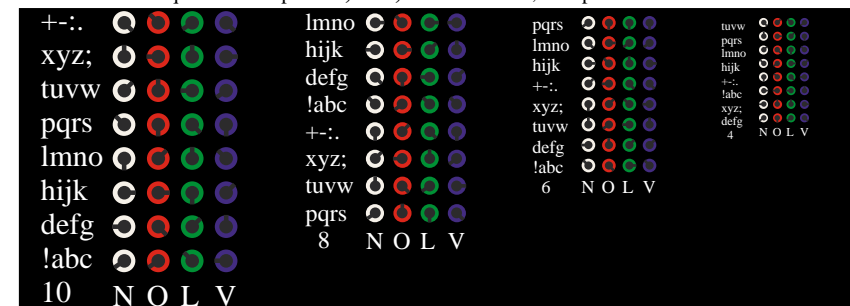 +-:.
xyz;
tuvw
pqrs
lmno
hijk
defg
!abc
10 N O L V
lmno
hijk
defg
!abc
+-:.
xyz;
tuvw
pqrs
8 N O L V
pqrs
lmno
hijk
+-:.
xyz;
tuvw
defg
!abc
6 N O L V
tuvw
pqrs
lmno
hijk
+-:.
!abc
xyz;
defg
4 N O L V